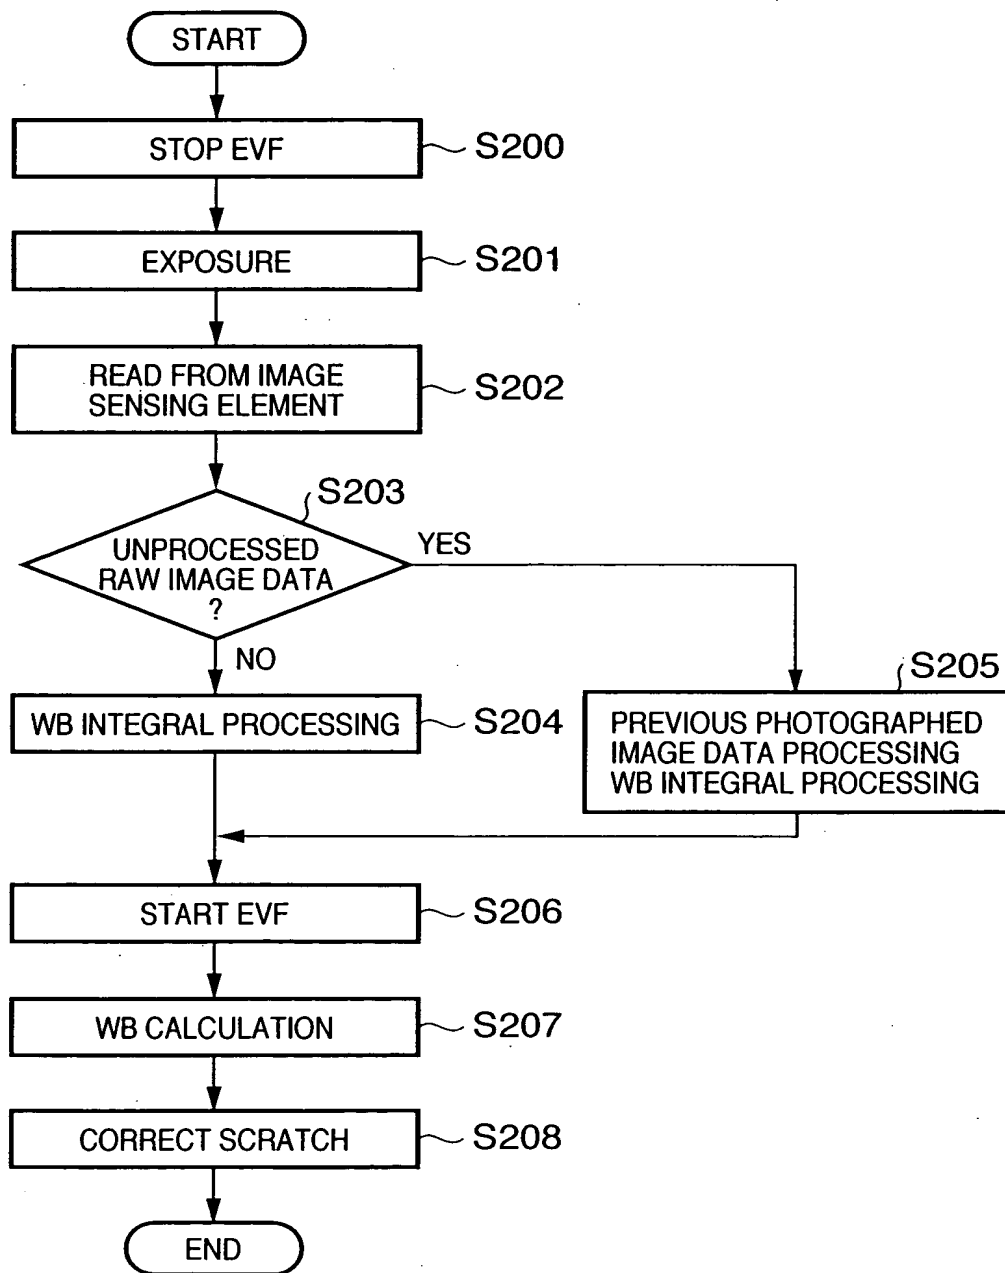 START
STOP EVF
S200
EXPOSURE
S201
READ FROM IMAGE
SENSING ELEMENT
S202
S203
UNPROCESSED
RAW IMAGE DATA
?
YES
NO
WB INTEGRAL PROCESSING
S204
S205
PREVIOUS PHOTOGRAPHED
IMAGE DATA PROCESSING
WB INTEGRAL PROCESSING
START EVF
S206
WB CALCULATION
S207
CORRECT SCRATCH
S208
END